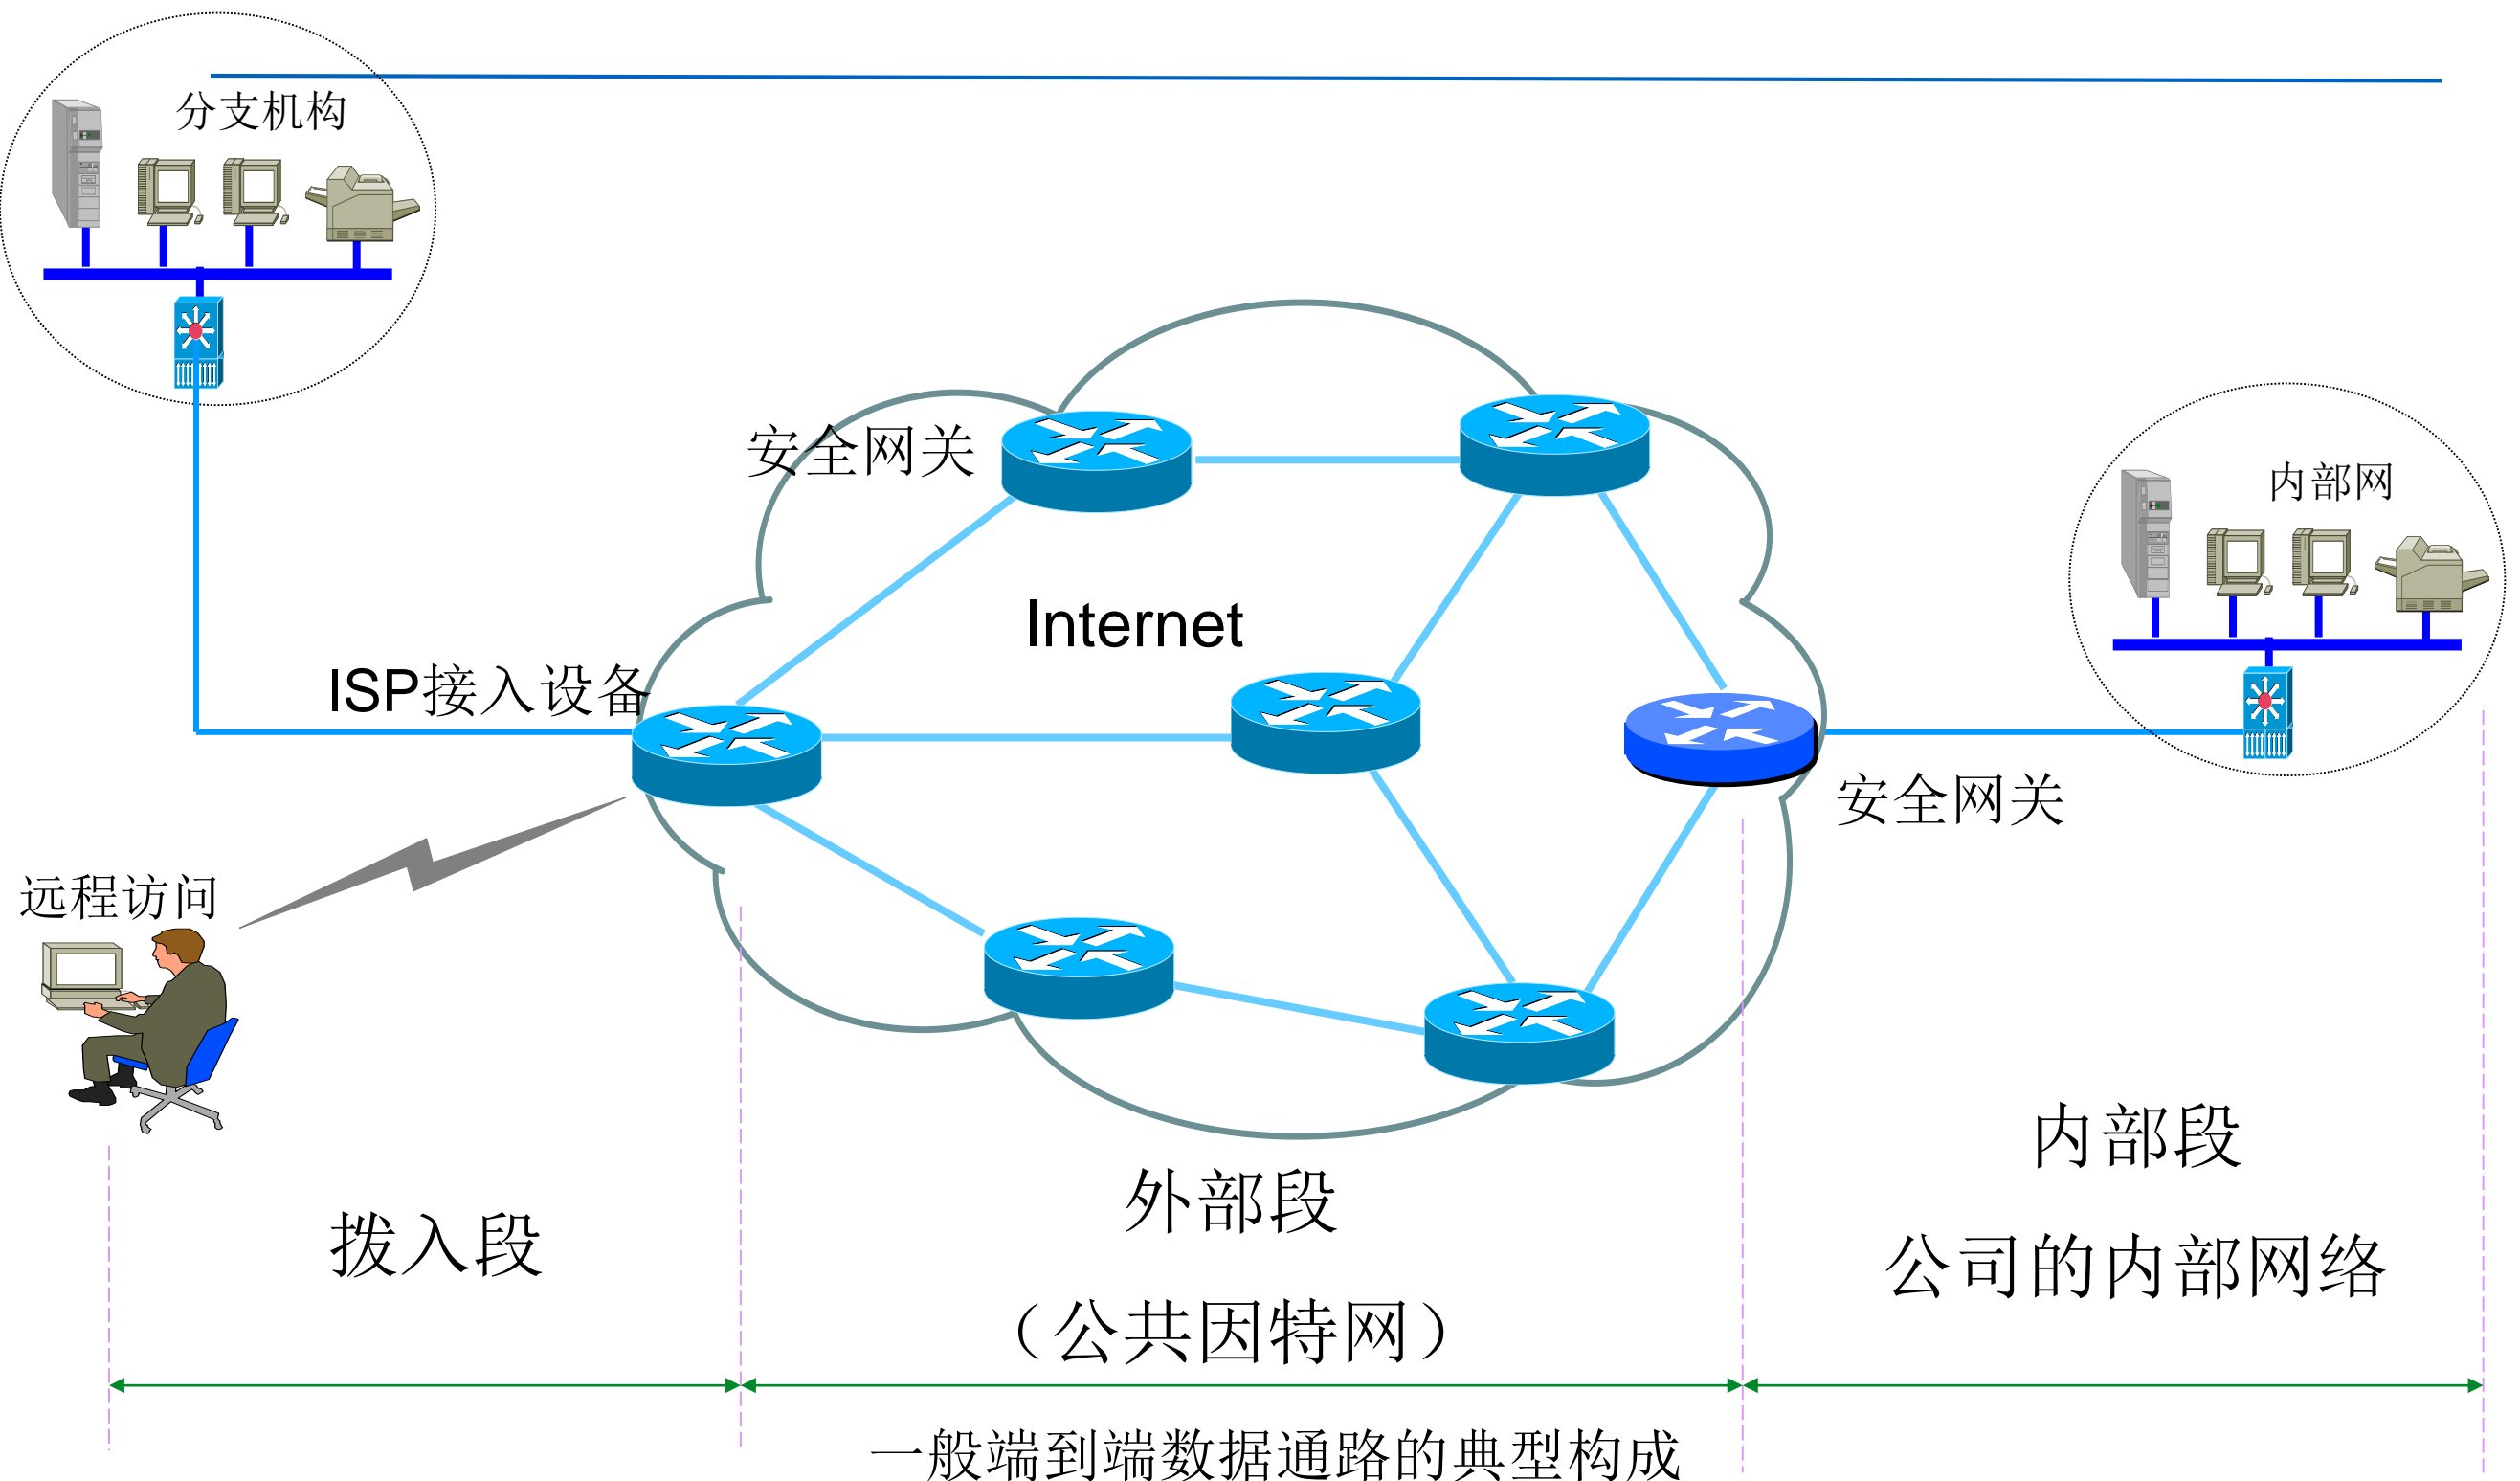 分支机构
安全网关
内部网
Internet
ISP接入设备
安全网关
远程访问
内部段
外部段
拨入段
公司的内部网络
（公共因特网）
一般端到端数据通路的典型构成